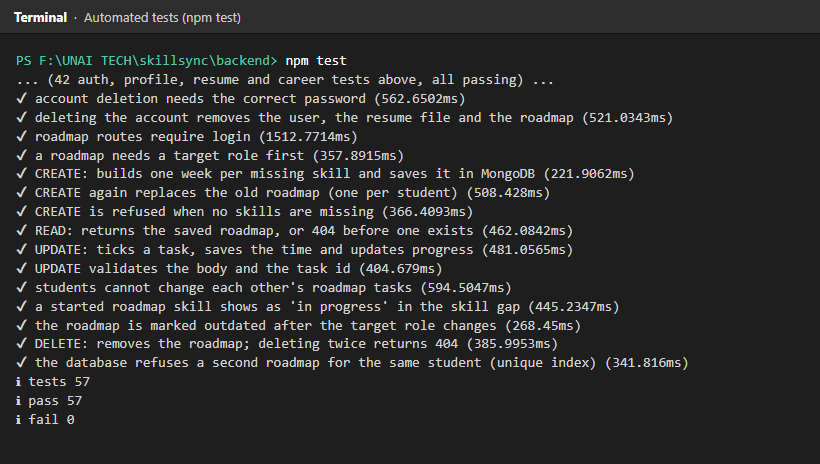 Terminal · Automated tests (npm test)
PS F:\UNAI TECH\skillsync\backend> npm test
... (42 auth, profile, resume and career tests above, all passing) ...
✓ account deletion needs the correct password (562.6502ms)
✓ deleting the account removes the user, the resume file and the roadmap (521.0343ms)
✓ roadmap routes require login (1512.7714ms)
✓ a roadmap needs a target role first (357.8915ms)
✓ CREATE: builds one week per missing skill and saves it in MongoDB (221.9062ms)
✓ CREATE again replaces the old roadmap (one per student) (508.428ms)
✓ CREATE is refused when no skills are missing (366.4093ms)
✓ READ: returns the saved roadmap, or 404 before one exists (462.0842ms)
✓ UPDATE: ticks a task, saves the time and updates progress (481.0565ms)
✓ UPDATE validates the body and the task id (404.679ms)
✓ students cannot change each other's roadmap tasks (594.5047ms)
✓ a started roadmap skill shows as 'in progress' in the skill gap (445.2347ms)
✓ the roadmap is marked outdated after the target role changes (268.45ms)
✓ DELETE: removes the roadmap; deleting twice returns 404 (385.9953ms)
✓ the database refuses a second roadmap for the same student (unique index) (341.816ms)
ℹ tests 57
ℹ pass 57
ℹ fail 0